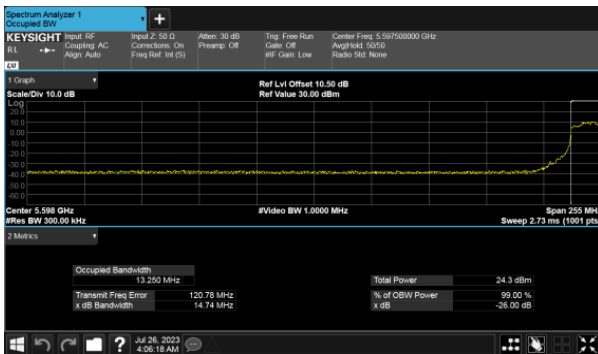 Spectrum Analyzer 1
Occupied BW
+
KEYSIGHT Input: RF Input Z: 50 Ω Atten: 30 dB Trig: Free Run Center Freq: 5.597500000 GHz
RL Coupling: AC Corrections: On Preamp: Off Gate: Off Avg|Hold: 50/50
Align: Auto Freq Ref: Int (S) #IF Gain: Low Radio Std: None
LXI
1 Graph
Ref Lvl Offset 10.50 dB
Scale/Div 10.0 dB Ref Value 30.00 dBm
Log
20.0
10.0
0.00
-10.0
-20.0
-30.0
-40.0
-50.0
-60.0
Center 5.598 GHz #Video BW 1.0000 MHz Span 255 MH
#Res BW 300.00 kHz Sweep 2.73 ms (1001 pts
2 Metrics
Occupied Bandwidth
13.250 MHz Total Power 24.3 dBm
Transmit Freq Error 120.78 MHz % of OBW Power 99.00 %
x dB Bandwidth 14.74 MHz x dB -26.00 dB
? Jul 26, 2023
4:06:18 AM